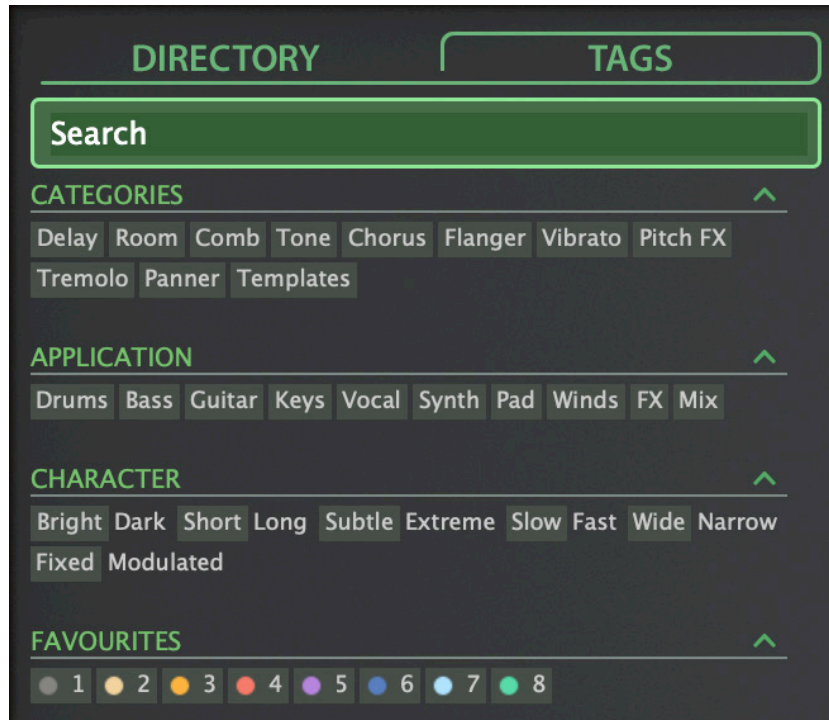 DIRECTORY TAGS
Search
CATEGORIES
Delay Room Comb Tone Chorus Flanger Vibrato Pitch FX
Tremolo Panner Templates
APPLICATION
Drums Bass Guitar Keys Vocal Synth Pad Winds FX Mix
CHARACTER
Bright Dark Short Long Subtle Extreme Slow Fast Wide Narrow
Fixed Modulated
FAVOURITES
1 2 3 4 5 6 7 8